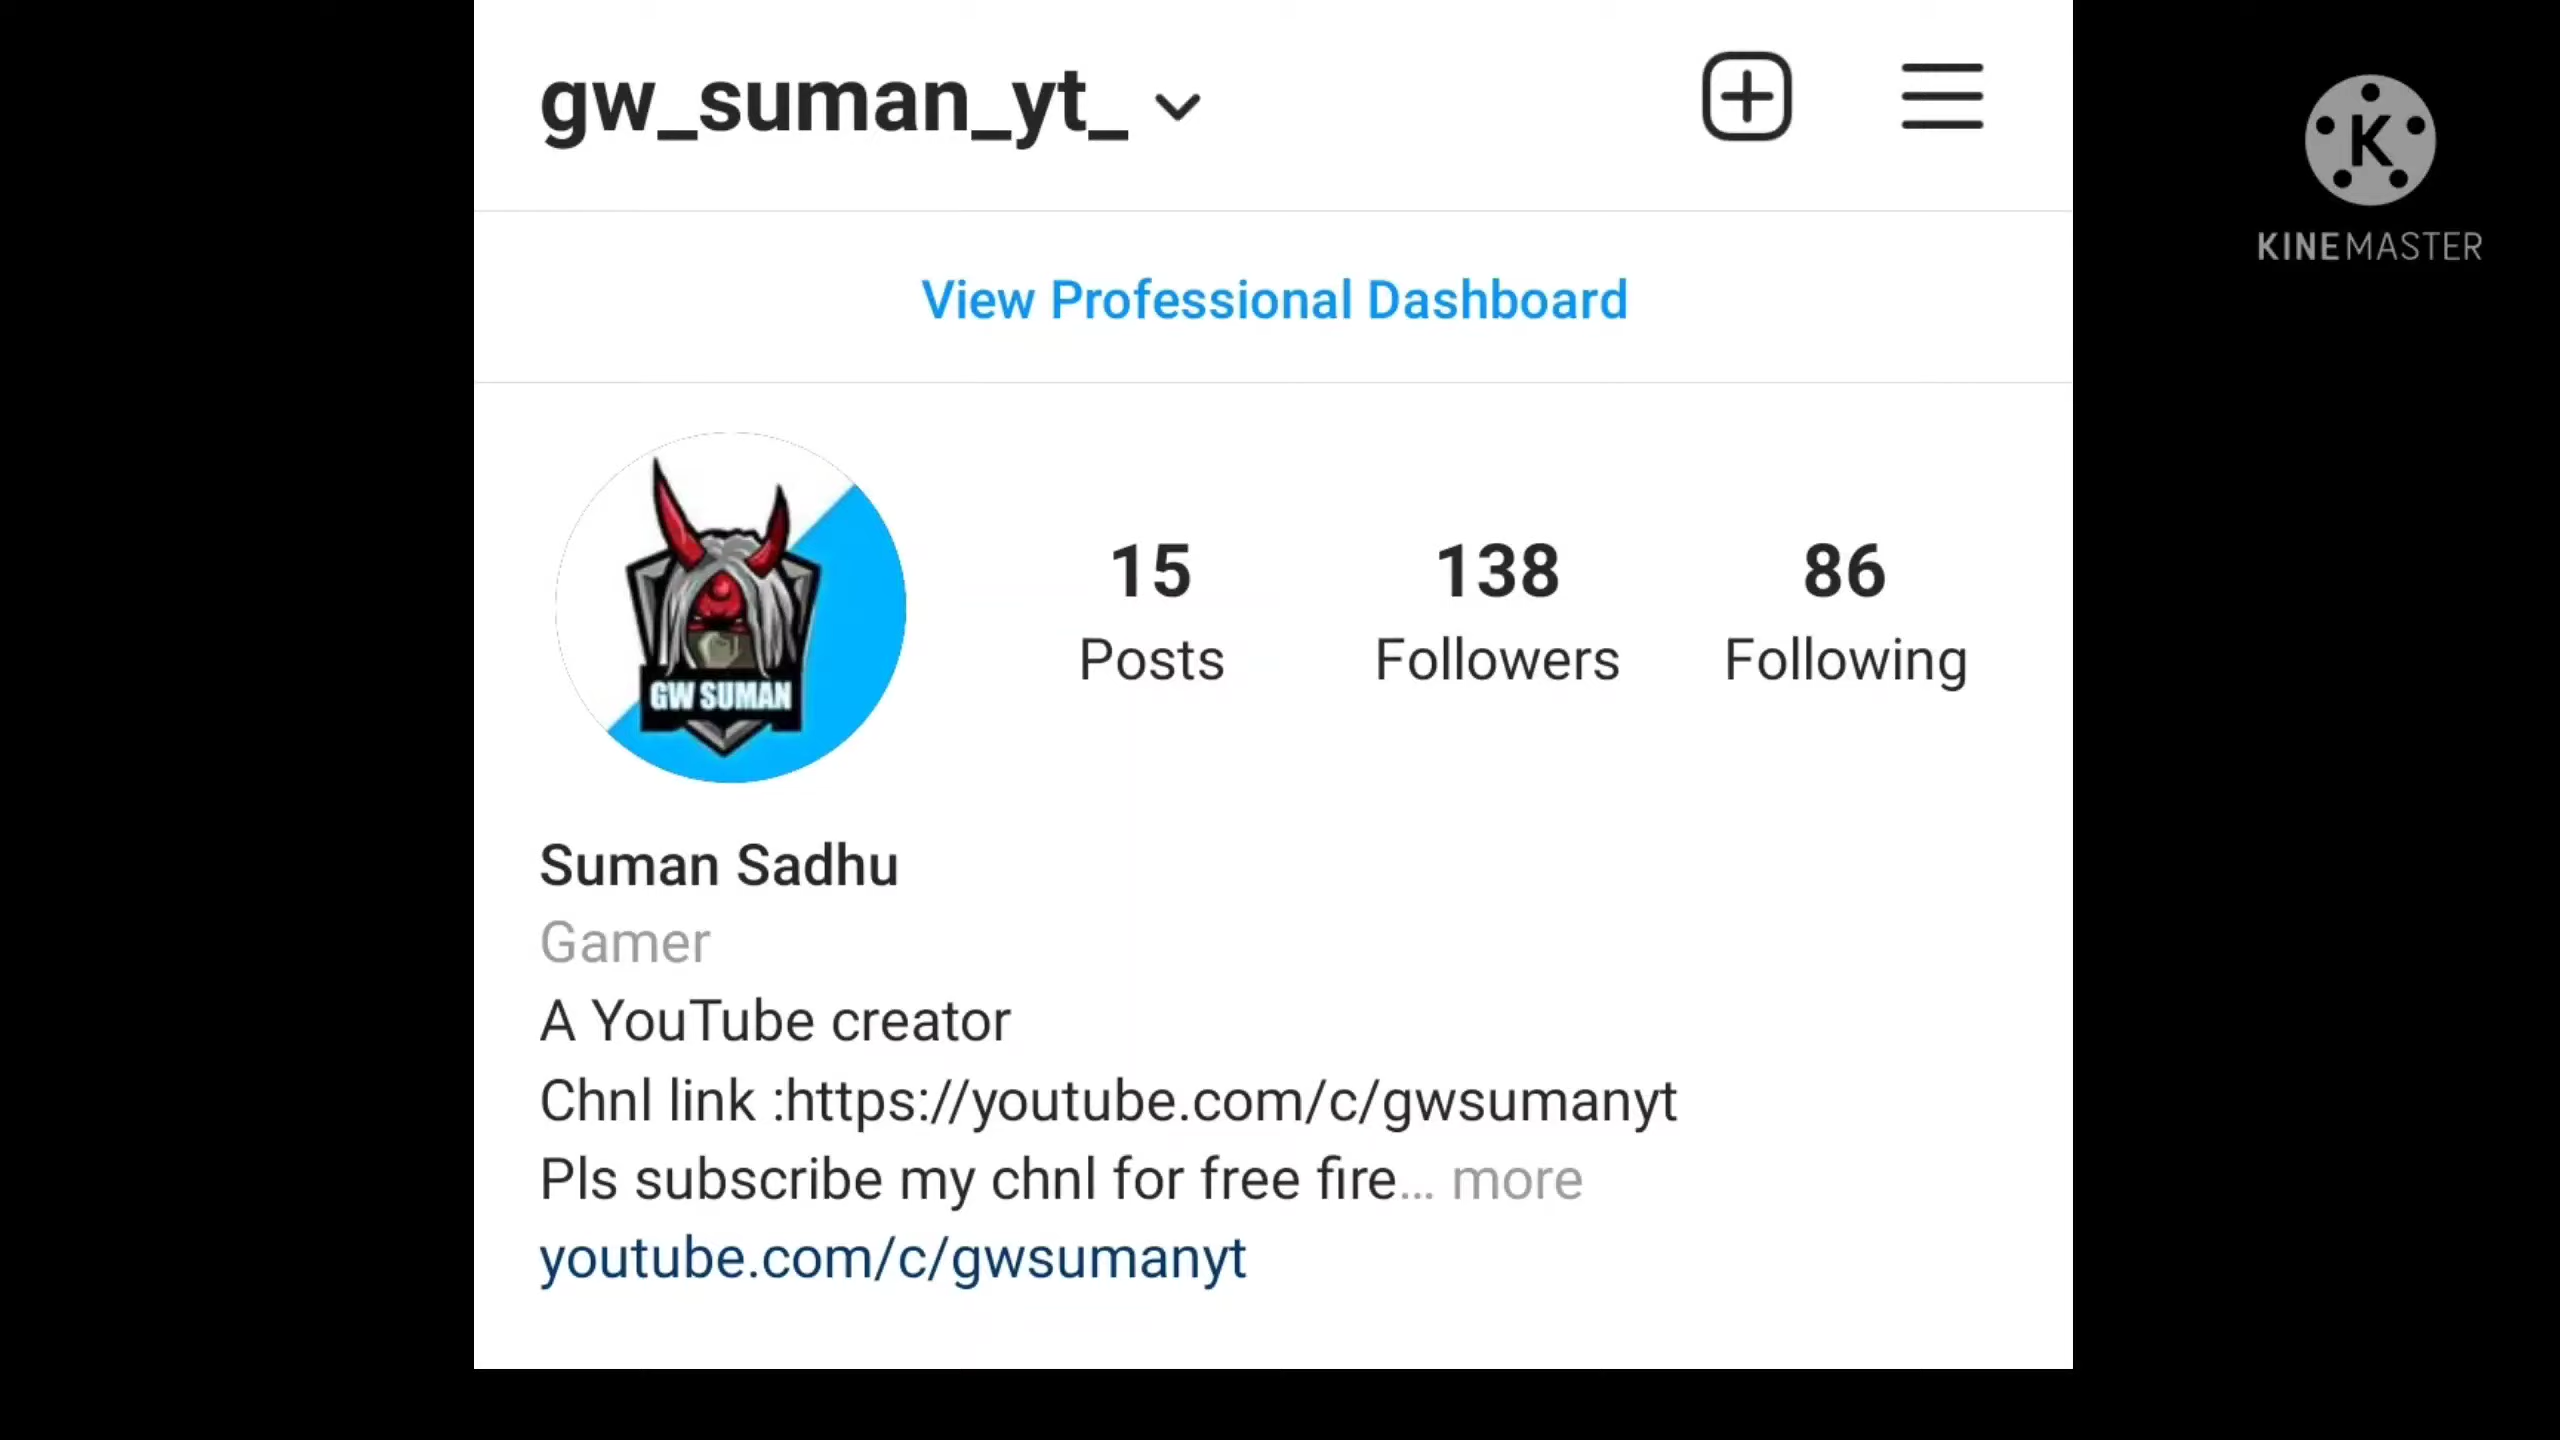 gw_suman_yt_
K
KINEMASTER
View Professional Dashboard
GW SUMAN
15 138 86
Posts Followers Following
Suman Sadhu
Gamer
A YouTube creator
Chnl link :https://youtube.com/c/gwsumanyt
Pls subscribe my chnl for free fire... more
youtube.com/c/gwsumanyt